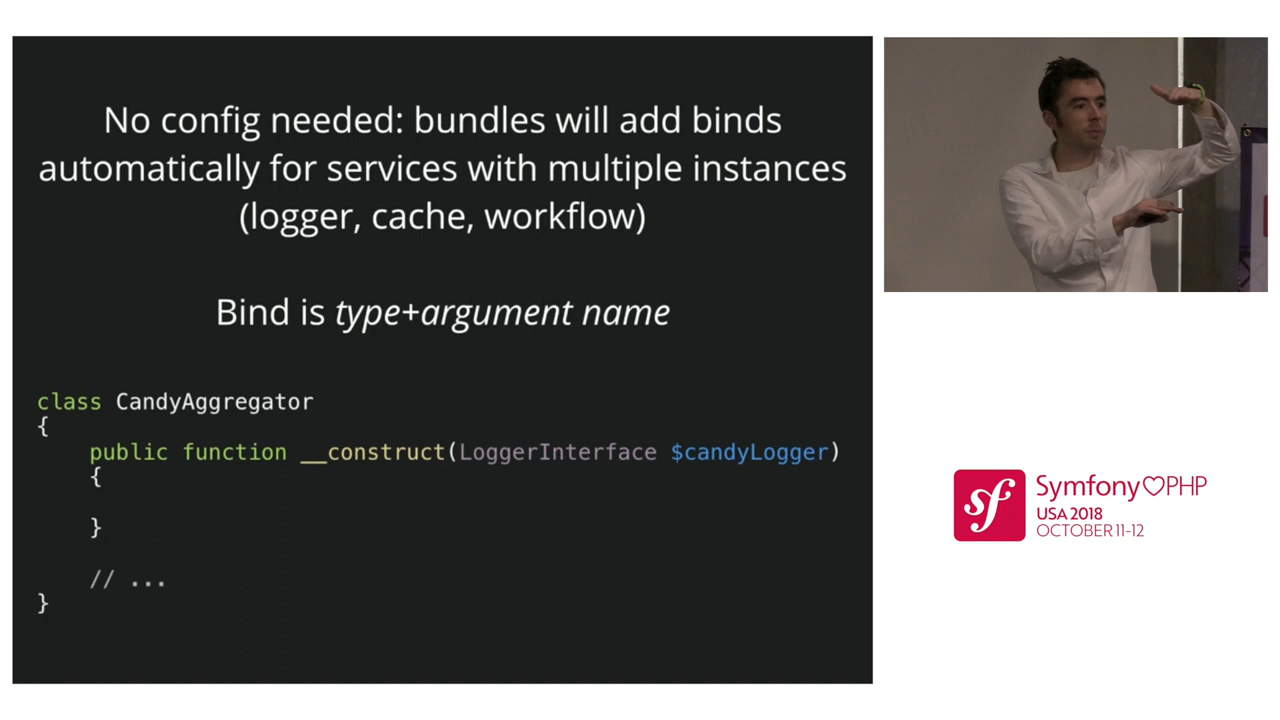 No config needed: bundles will add binds
automatically for services with multiple instances
(logger, cache, workflow)
Bind is type+argument name
class CandyAggregator
{
    public function __construct(LoggerInterface $candyLogger)
    {
    }
    // ...
}
sf
Symfony♡PHP
USA 2018
OCTOBER 11-12